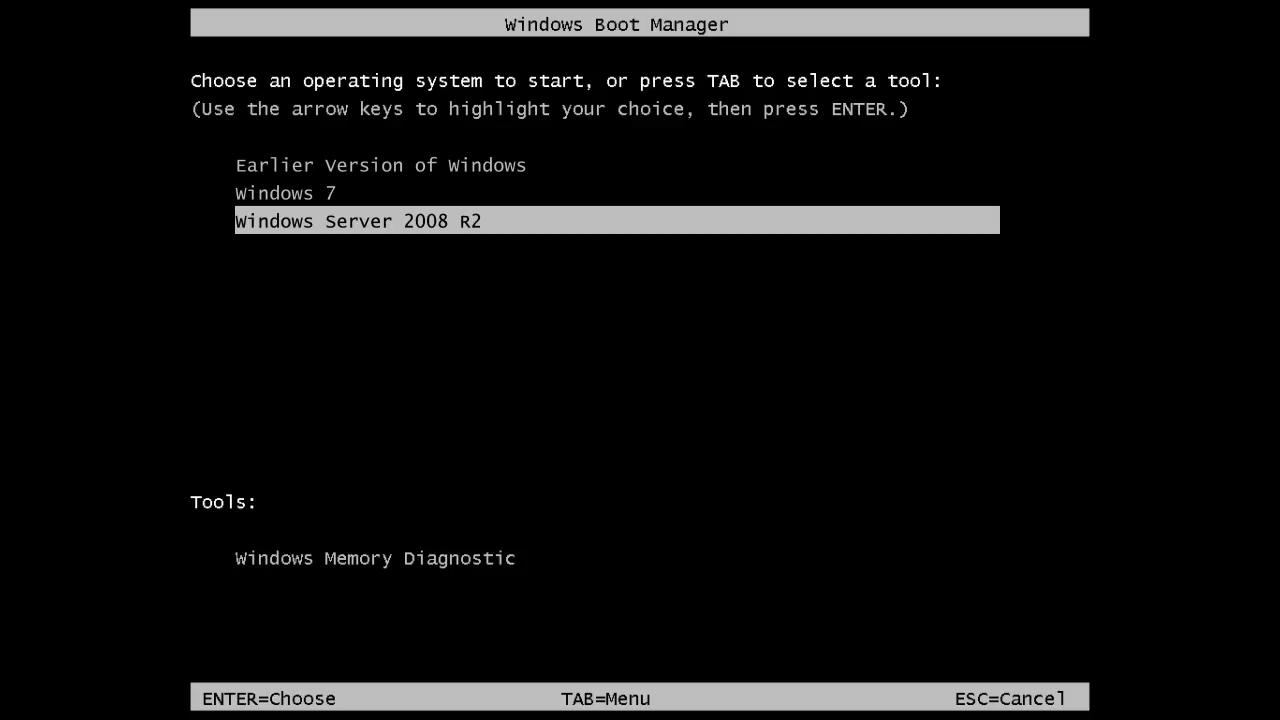 Windows Boot Manager
Choose an operating system to start, or press TAB to select a tool:
(Use the arrow keys to highlight your choice, then press ENTER.)
Earlier Version of Windows
Windows 7
Windows Server 2008 R2
Tools:
Windows Memory Diagnostic
ENTER=Choose TAB=Menu ESC=Cancel